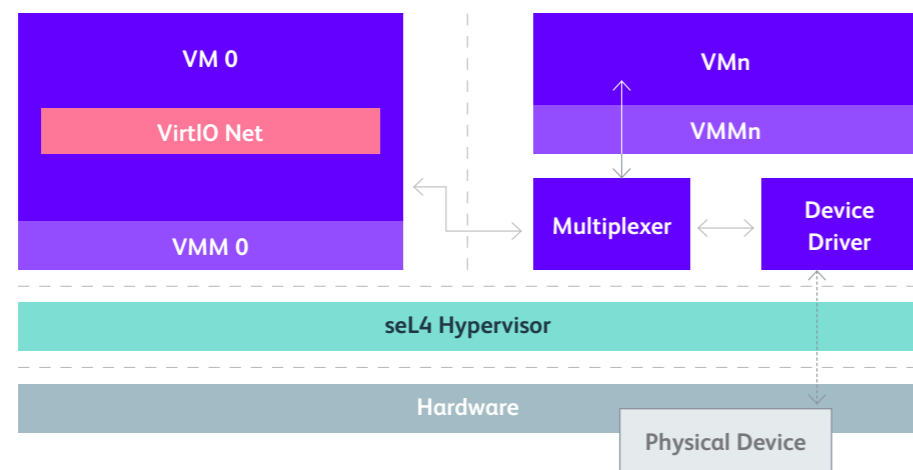 VM 0
VirtIO Net
VMM 0
VMn
VMMn
Multiplexer
Device
Driver
seL4 Hypervisor
Hardware
Physical Device